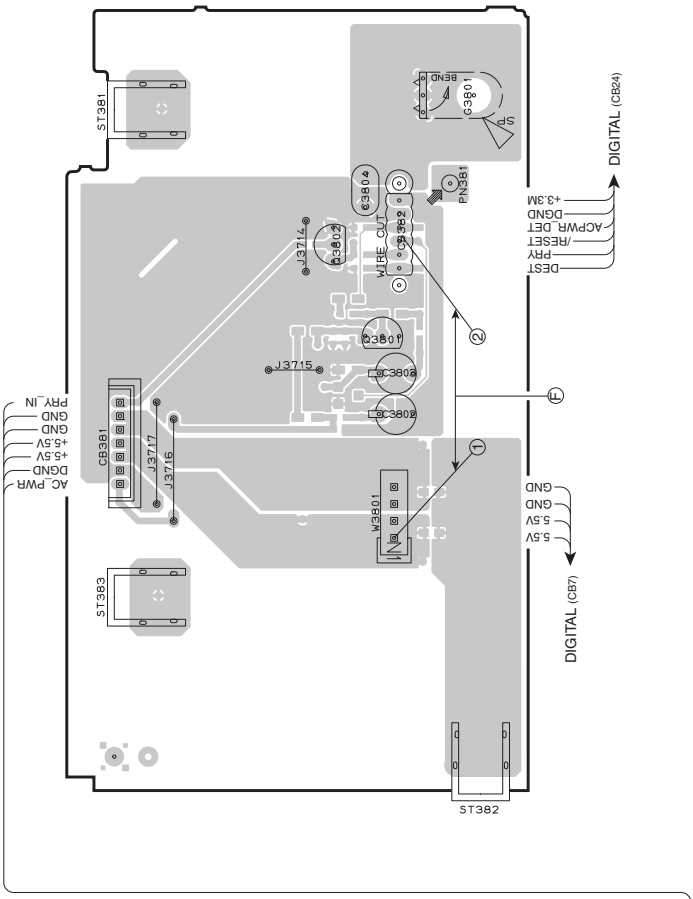 ST381
BEND
G3801
SP
DIGITAL (CB24)
C3804
PN381
+3.3M
DGND
ACPWR_DET
/RESET
PRY
DEST
WIRE CUT
CB382
J3714
Q3802
2
Q3801
J3715
C3803
C3802
F
PRY_IN
GND
GND
+5.5V
+5.5V
DGND
AC_PWR
CB381
J3717
J3716
1
W3801
GND
GND
5.5V
5.5V
DIGITAL (CB7)
ST383
ST382